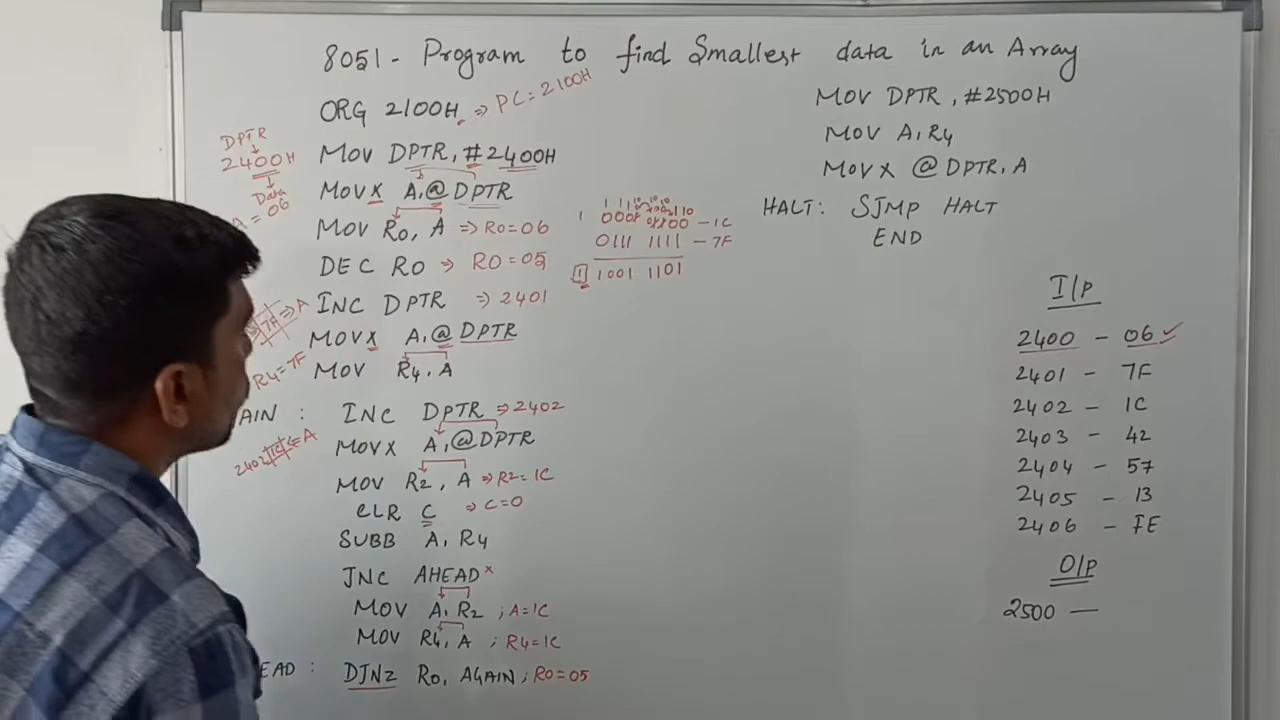 8051 - Program to find Smallest data in an Array
ORG 2100H ⇒ PC = 2100H
DPTR
2400H
Data
= 06
MOV DPTR, #2400H
MOVX A,@DPTR
MOV R0, A ⇒ R0=06
DEC R0 ⇒ R0=05
INC DPTR ⇒ 2401
7F ⇒ A
MOVX A,@DPTR
R4=7F
MOV R4,A
AIN : INC DPTR ⇒ 2402
2402 1C ⇐ A
MOVX A,@DPTR
MOV R2, A ⇒ R2=1C
CLR C ⇒ C=0
SUBB A, R4
JNC AHEAD x
MOV A, R2 ; A=1C
MOV R4, A ; R4=1C
EAD : DJNZ R0, AGAIN ; R0=05
- 1C
0111 1111 - 7F
1 1001 1101
MOV DPTR, #2500H
MOV A, R4
MOVX @DPTR, A
HALT: SJMP HALT
END
I/P
2400 - 06 ✓
2401 - 7F
2402 - 1C
2403 - 42
2404 - 57
2405 - 13
2406 - FE
O/P
2500 —